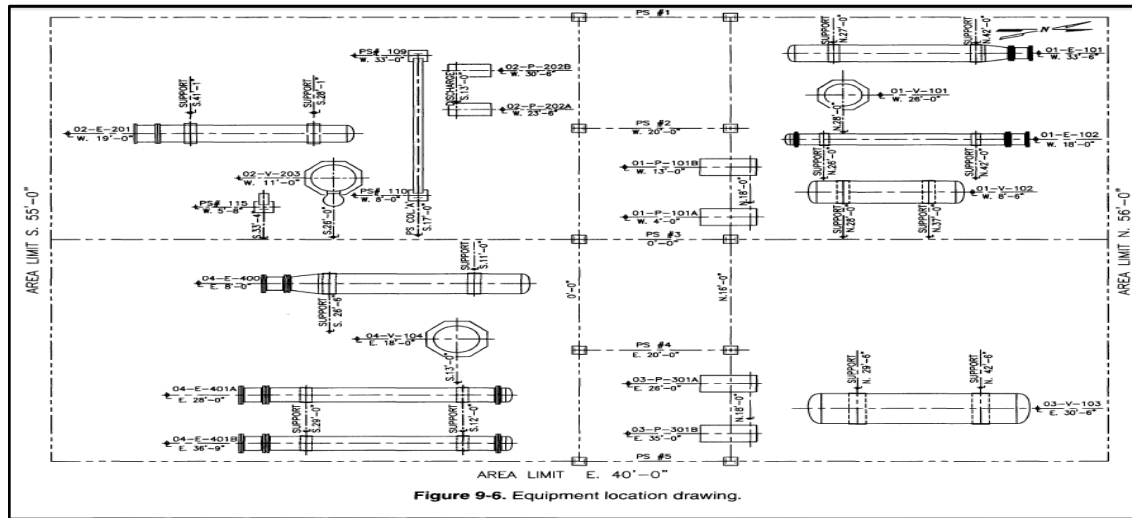 PS #1
PS# 109
W. 33'-0"
02-P-202B
W. 30'-6"
DISCHARGE
S.13'-0"
02-P-202A
W. 23'-6"
SUPPORT
S.41'-1"
SUPPORT
S.28'-1"
02-E-201
W. 19'-0"
02-V-203
W. 11'-0"
PS# 115
W. 5'-8"
S.33'-4"
S.26'-0"
PS# 110
W. 8'-0"
PS COL'A'
S.17'-0"
PS #2
W. 20'-0"
01-P-101B
W. 13'-0"
N.18'-0"
01-P-101A
W. 4'-0"
PS #3
0'-0"
SUPPORT
N.27'-0"
SUPPORT
N.42'-0"
N
01-E-101
W. 33'-6"
01-V-101
W. 26'-0"
N.28'-0"
01-E-102
W. 18'-0"
SUPPORT
N.26'-0"
SUPPORT
N.42'-0"
01-V-102
W. 8'-6"
N.28'-0"
N.37'-0"
AREA LIMIT S. 55'-0"
AREA LIMIT N. 56'-0"
04-E-400
E. 8'-0"
SUPPORT
S.11'-0"
SUPPORT
S. 26'-6"
04-V-104
E. 18'-0"
S.13'-0"
04-E-401A
E. 28'-0"
SUPPORT
S.29'-0"
SUPPORT
S.12'-0"
04-E-401B
E. 36'-9"
0'-0"
N.16'-0"
PS #4
E. 20'-0"
03-P-301A
E. 26'-0"
N.18'-0"
03-P-301B
E. 35'-0"
PS #5
SUPPORT
N. 29'-6"
SUPPORT
N. 42'-6"
03-V-103
E. 30'-6"
AREA LIMIT E. 40'-0"
Figure 9-6. Equipment location drawing.